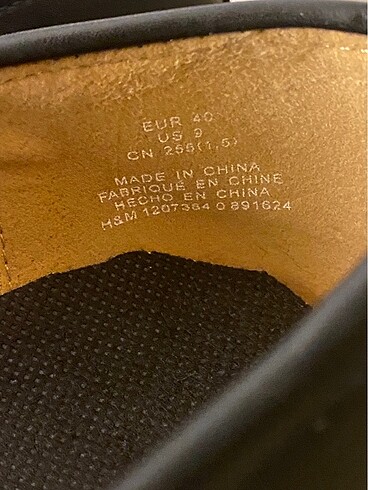 EUR 40
US 9
CN 255(1,5)
MADE IN CHINA
FABRIQUÉ EN CHINE
HECHO EN CHINA
H&M 1207364 0 891624